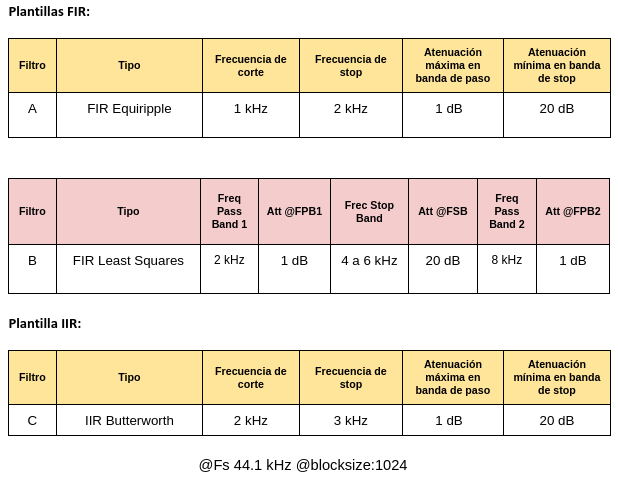 Plantillas FIR:
Filtro Tipo Frecuencia de corte Frecuencia de stop Atenuación máxima en banda de paso Atenuación mínima en banda de stop
A FIR Equiripple 1 kHz 2 kHz 1 dB 20 dB
Filtro Tipo Freq Pass Band 1 Att @FPB1 Frec Stop Band Att @FSB Freq Pass Band 2 Att @FPB2
B FIR Least Squares 2 kHz 1 dB 4 a 6 kHz 20 dB 8 kHz 1 dB
Plantilla IIR:
Filtro Tipo Frecuencia de corte Frecuencia de stop Atenuación máxima en banda de paso Atenuación mínima en banda de stop
C IIR Butterworth 2 kHz 3 kHz 1 dB 20 dB
@Fs 44.1 kHz @blocksize:1024